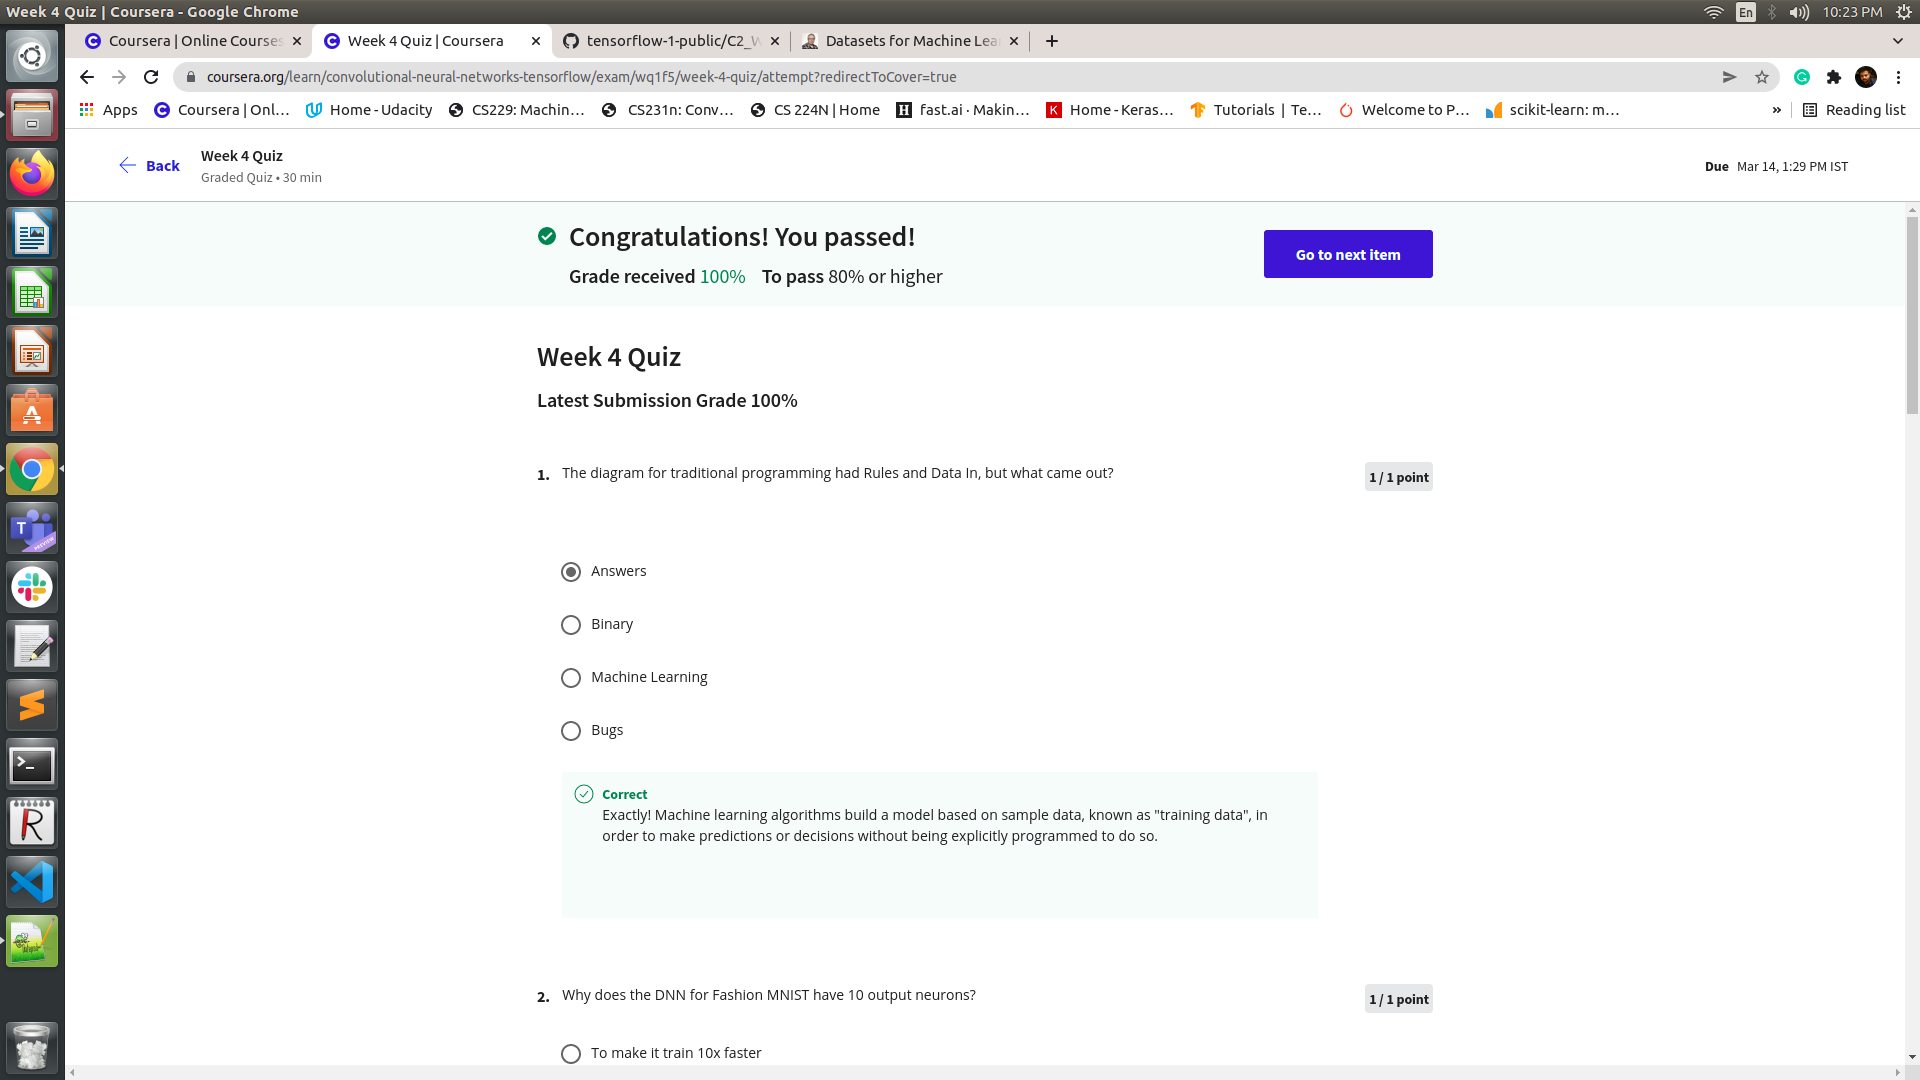 Week 4 Quiz | Coursera - Google Chrome
En
10:23 PM
Coursera | Online Courses
Week 4 Quiz | Coursera
tensorflow-1-public/C2_W
Datasets for Machine Lea
coursera.org/learn/convolutional-neural-networks-tensorflow/exam/wq1f5/week-4-quiz/attempt?redirectToCover=true
Apps
Coursera | Onl...
Home - Udacity
CS229: Machin...
CS231n: Conv...
CS 224N | Home
fast.ai · Makin...
Home - Keras...
Tutorials | Te...
Welcome to P...
scikit-learn: m...
»
Reading list
Back
Week 4 Quiz
Graded Quiz • 30 min
Due Mar 14, 1:29 PM IST
Congratulations! You passed!
Grade received 100% To pass 80% or higher
Go to next item
Week 4 Quiz
Latest Submission Grade 100%
1. The diagram for traditional programming had Rules and Data In, but what came out?
1 / 1 point
Answers
Binary
Machine Learning
Bugs
Correct
Exactly! Machine learning algorithms build a model based on sample data, known as "training data", in
order to make predictions or decisions without being explicitly programmed to do so.
2. Why does the DNN for Fashion MNIST have 10 output neurons?
1 / 1 point
To make it train 10x faster